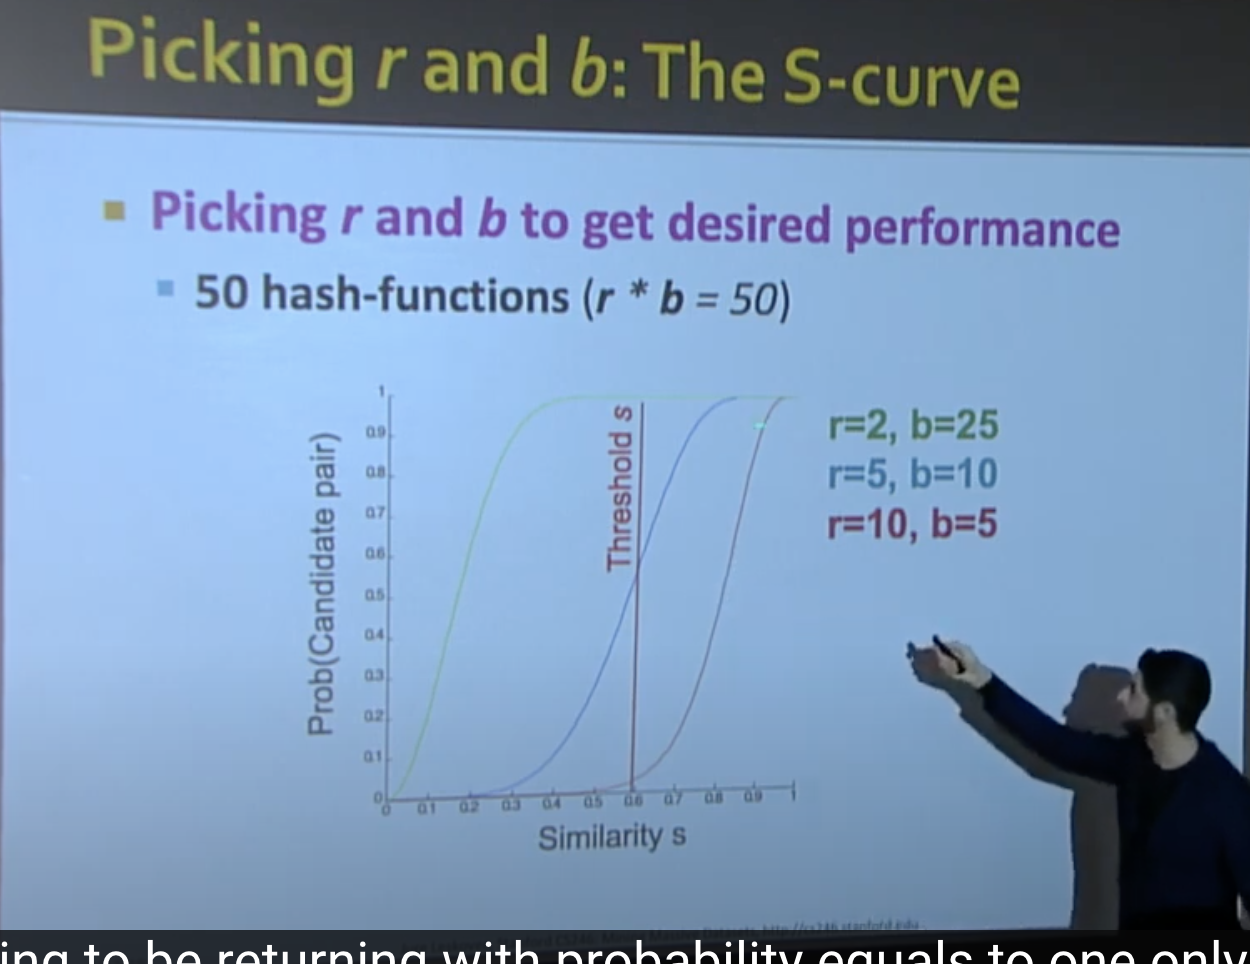 Picking r and b: The S-curve
Picking r and b to get desired performance
50 hash-functions (r * b = 50)
Prob(Candidate pair)
1
0.9
0.8
0.7
0.6
0.5
0.4
0.3
0.2
0.1
0
Threshold s
r=2, b=25
r=5, b=10
r=10, b=5
0 0.1 0.2 0.3 0.4 0.5 0.6 0.7 0.8 0.9 1
Similarity s
Datasets, http://cs246.stanford.edu
ing to be returning with probability equals to one only